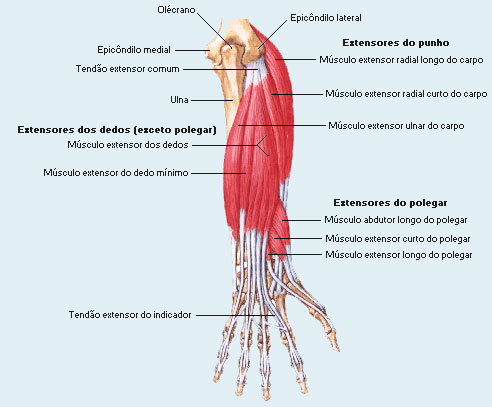 Olécrano
Epicôndilo lateral
Epicôndilo medial
Tendão extensor comum
Ulna
Extensores dos dedos (exceto polegar)
Músculo extensor dos dedos
Músculo extensor do dedo mínimo
Tendão extensor do indicador
Extensores do punho
Músculo extensor radial longo do carpo
Músculo extensor radial curto do carpo
Músculo extensor ulnar do carpo
Extensores do polegar
Músculo abdutor longo do polegar
Músculo extensor curto do polegar
Músculo extensor longo do polegar